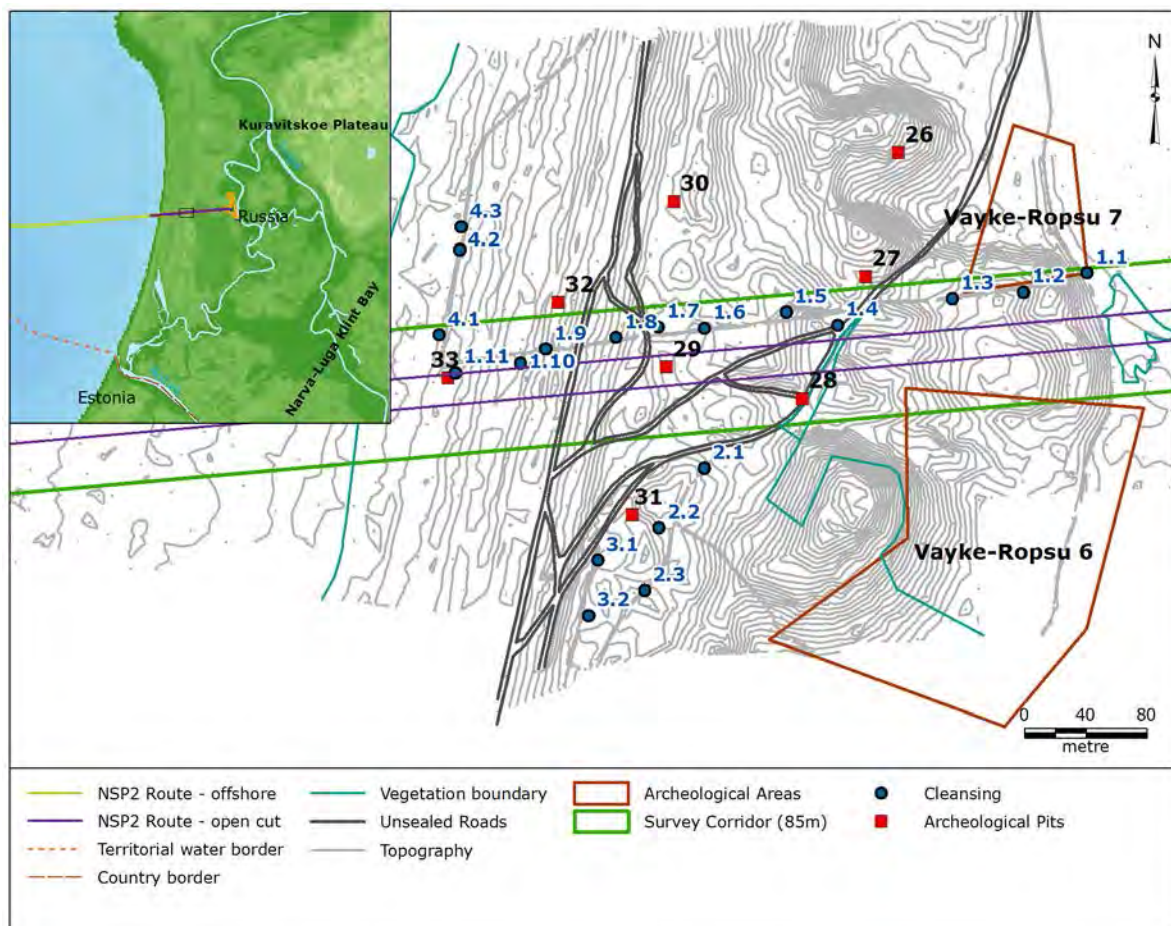 N
S
Kuravitskoe Plateau
Russia
Narva-Luga Klint Bay
Estonia
26
30
Vayke-Ropsu 7
4.3
4.2
27
1.1
1.2
1.3
32
1.5
1.4
1.7
1.6
1.8
4.1
1.9
29
33
1.11
1.10
28
2.1
31
2.2
Vayke-Ropsu 6
3.1
2.3
3.2
0 40 80
metre
NSP2 Route - offshore
NSP2 Route - open cut
Territorial water border
Country border
Vegetation boundary
Unsealed Roads
Topography
Archeological Areas
Survey Corridor (85m)
Cleansing
Archeological Pits